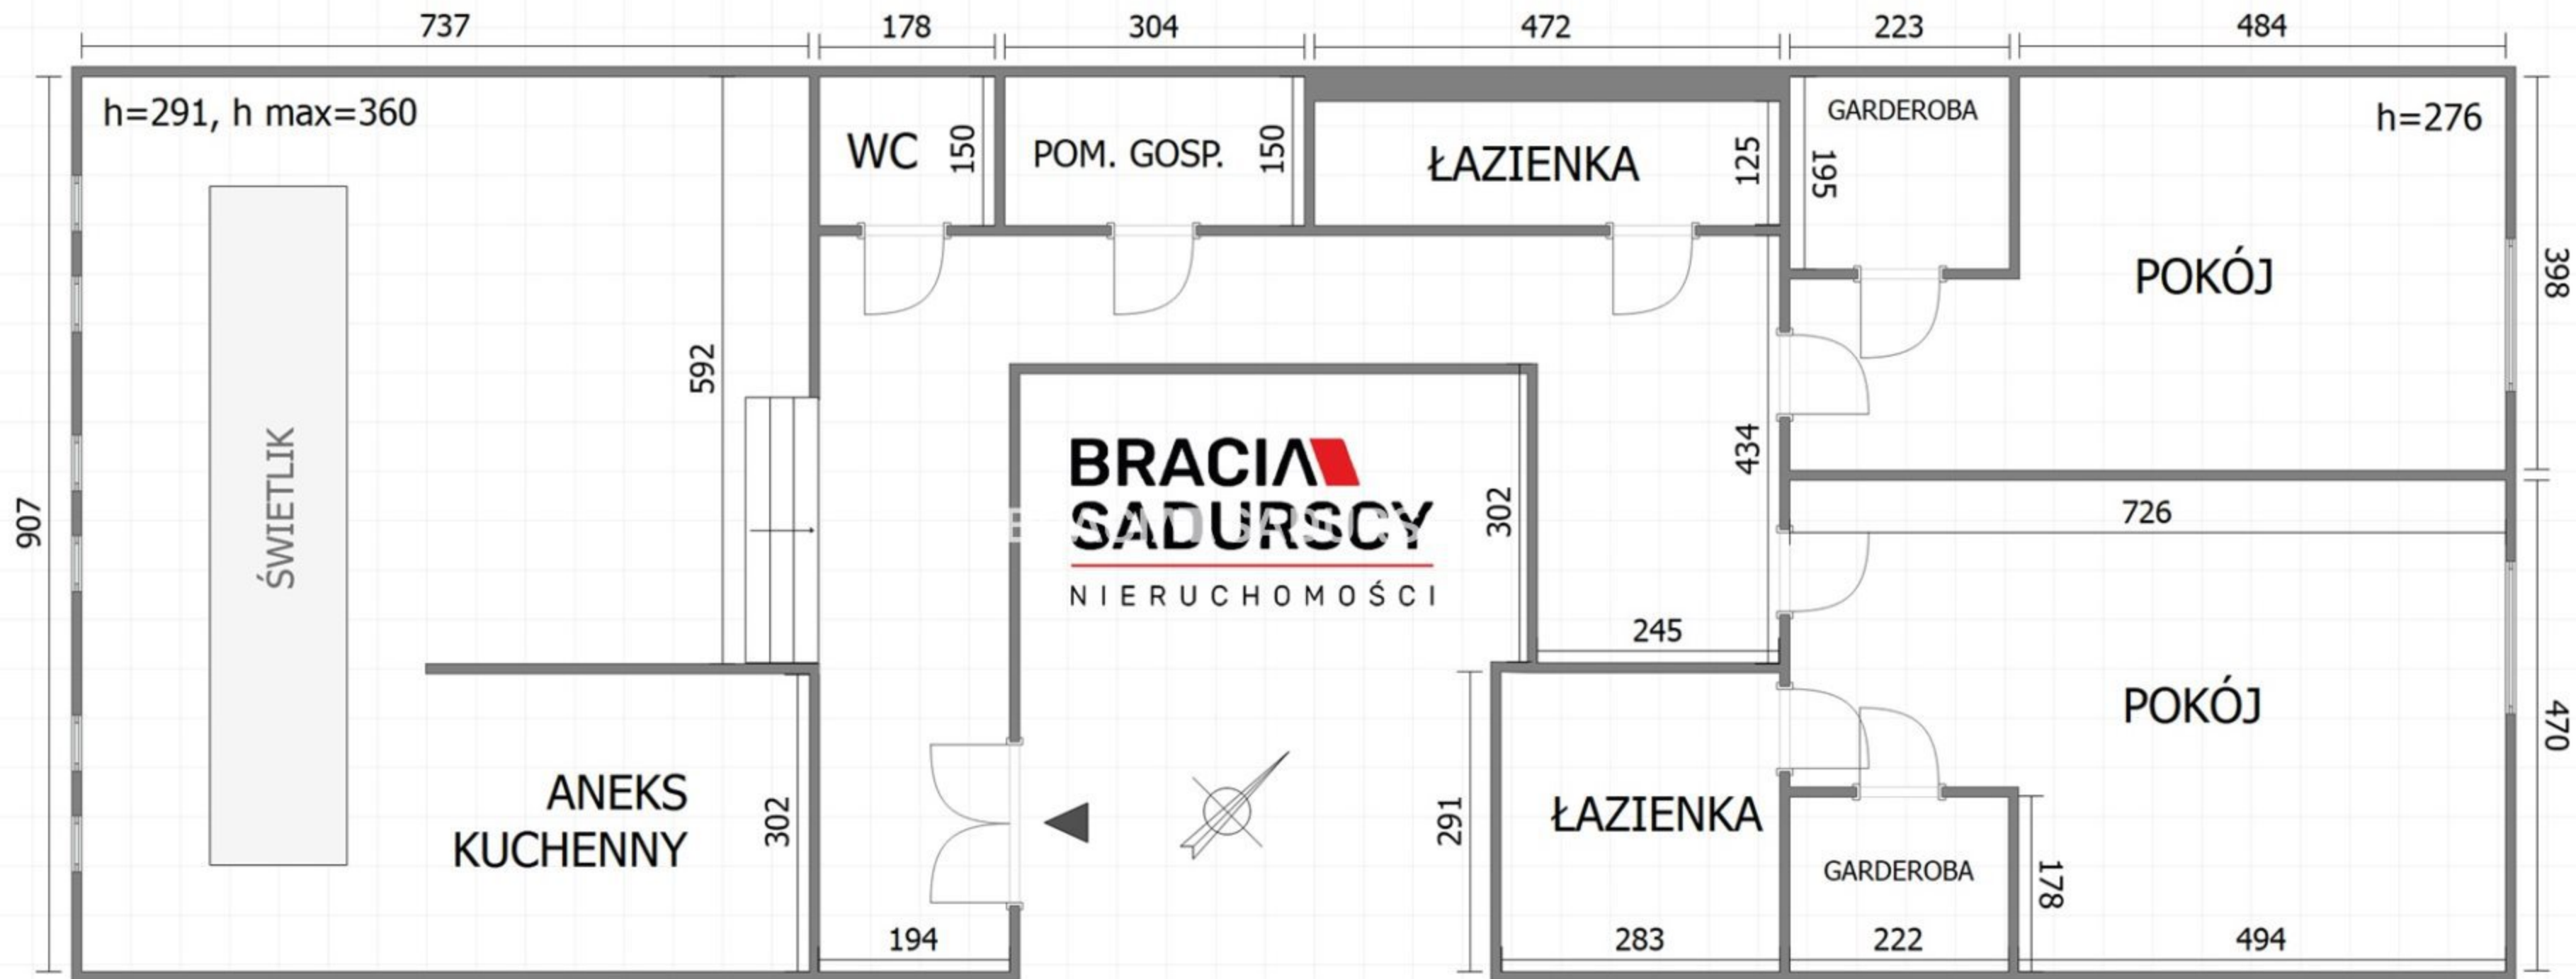 737
178
304
472
223
484
h=291, h max=360
WC
150
POM. GOSP.
150
ŁAZIENKA
125
GARDEROBA
195
h=276
POKÓJ
398
592
ŚWIETLIK
907
BRACIA
SADURSCY
NIERUCHOMOŚCI
302
434
245
726
POKÓJ
470
ANEKS
KUCHENNY
302
194
291
ŁAZIENKA
283
GARDEROBA
222
178
494